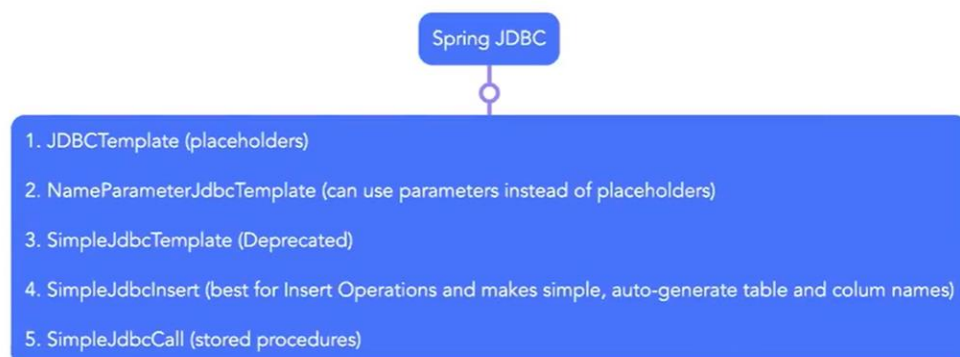 Spring JDBC
1. JDBCTemplate (placeholders)
2. NameParameterJdbcTemplate (can use parameters instead of placeholders)
3. SimpleJdbcTemplate (Deprecated)
4. SimpleJdbcInsert (best for Insert Operations and makes simple, auto-generate table and colum names)
5. SimpleJdbcCall (stored procedures)